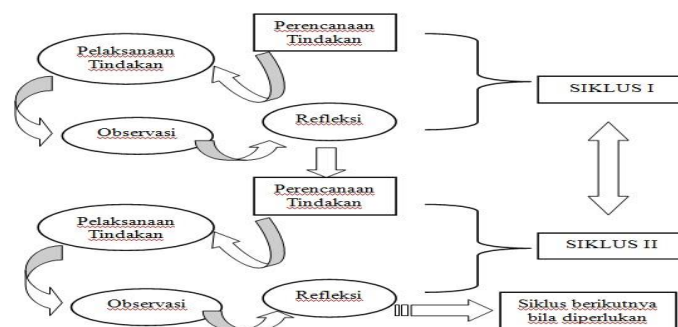 Perencanaan
Tindakan
Pelaksanaan
Tindakan
SIKLUS I
Observasi
Refleksi
Perencanaan
Tindakan
Pelaksanaan
Tindakan
SIKLUS II
Observasi
Refleksi
Siklus berikutnya
bila diperlukan